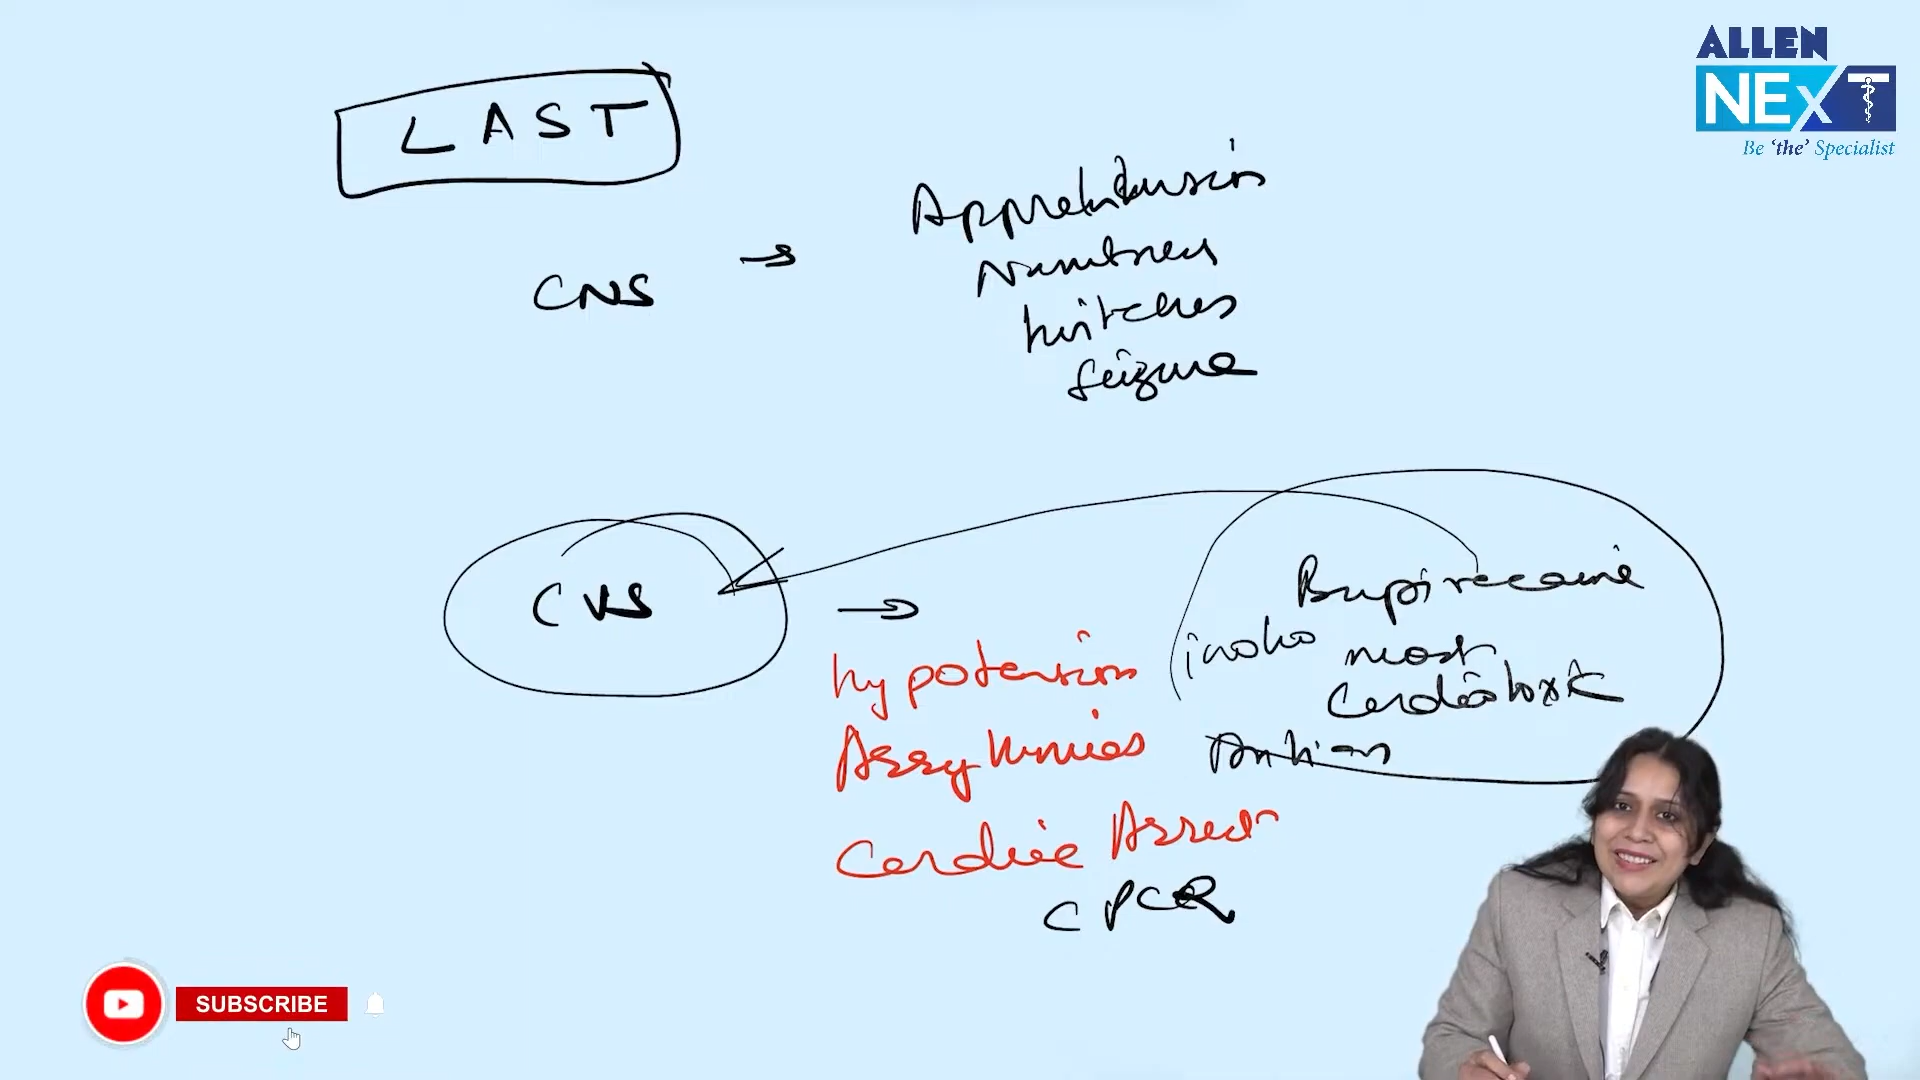 ALLEN
NEXT
Be 'the' Specialist
LAST
CNS →
Apprehension
Numbness
twitches
Seizure
CVS →
Bupivacaine
most
Cardiotoxic
hypotension
Arrythmias
Cardiac Arrest
CPCR
SUBSCRIBE